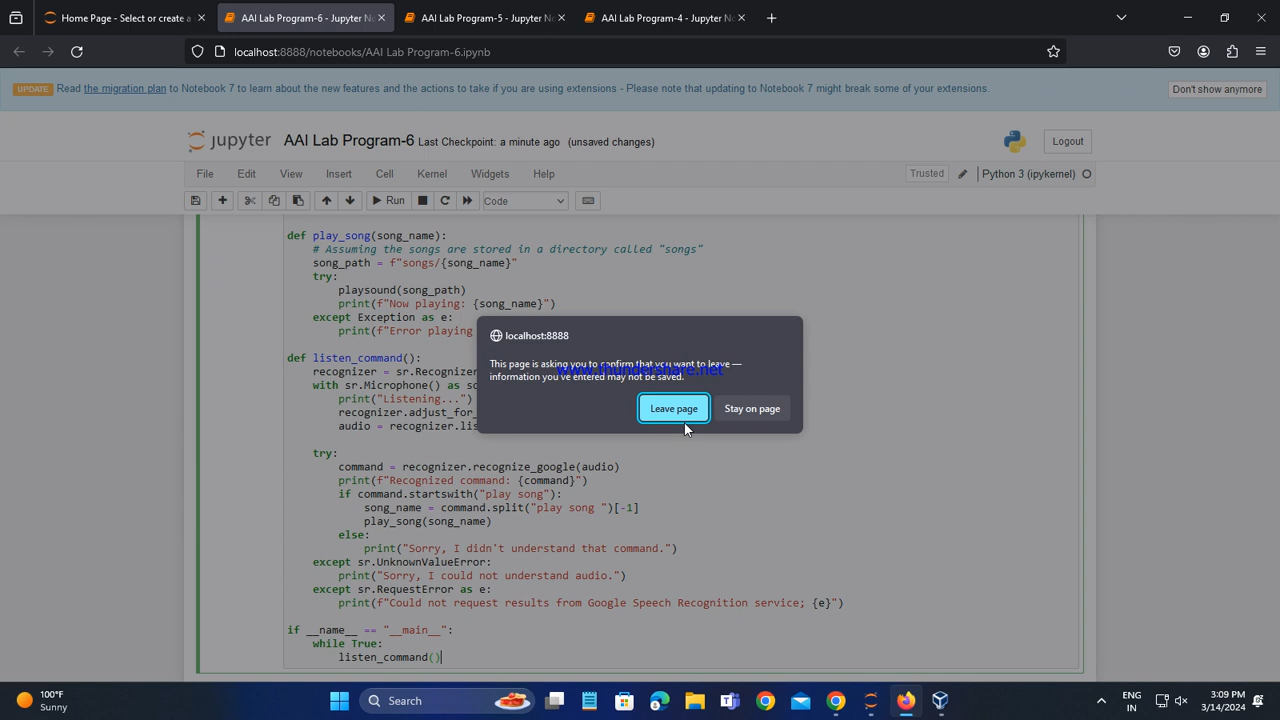 Home Page - Select or create a
AAI Lab Program-6 - Jupyter No
AAI Lab Program-5 - Jupyter No
AAI Lab Program-4 - Jupyter No
localhost:8888/notebooks/AAI Lab Program-6.ipynb
UPDATE Read the migration plan to Notebook 7 to learn about the new features and the actions to take if you are using extensions - Please note that updating to Notebook 7 might break some of your extensions.
Don't show anymore
jupyter AAI Lab Program-6 Last Checkpoint: a minute ago (unsaved changes)
Logout
File Edit View Insert Cell Kernel Widgets Help
Trusted Python 3 (ipykernel)
Run Code
def play_song(song_name):
# Assuming the songs are stored in a directory called "songs"
song_path = f"songs/{song_name}"
try:
playsound(song_path)
print(f"Now playing: {song_name}")
except Exception as e:
print(f"Error playing
def listen_command():
recognizer = sr.Recogni
with sr.Microphone() as so
print("Listening...")
recognizer.adjust_for_
audio = recognizer.lis
try:
command = recognizer.recognize_google(audio)
print(f"Recognized command: {command}")
if command.startswith("play song"):
song_name = command.split("play song ")[-1]
play_song(song_name)
else:
print("Sorry, I didn't understand that command.")
except sr.UnknownValueError:
print("Sorry, I could not understand audio.")
except sr.RequestError as e:
print(f"Could not request results from Google Speech Recognition service; {e}")
if __name__ == "__main__":
while True:
listen_command()
localhost:8888
This page is asking you to confirm that you want to leave —
information you've entered may not be saved.
www.thundershare.net
Leave page
Stay on page
100°F
Sunny
Search
ENG
IN
3:09 PM
3/14/2024